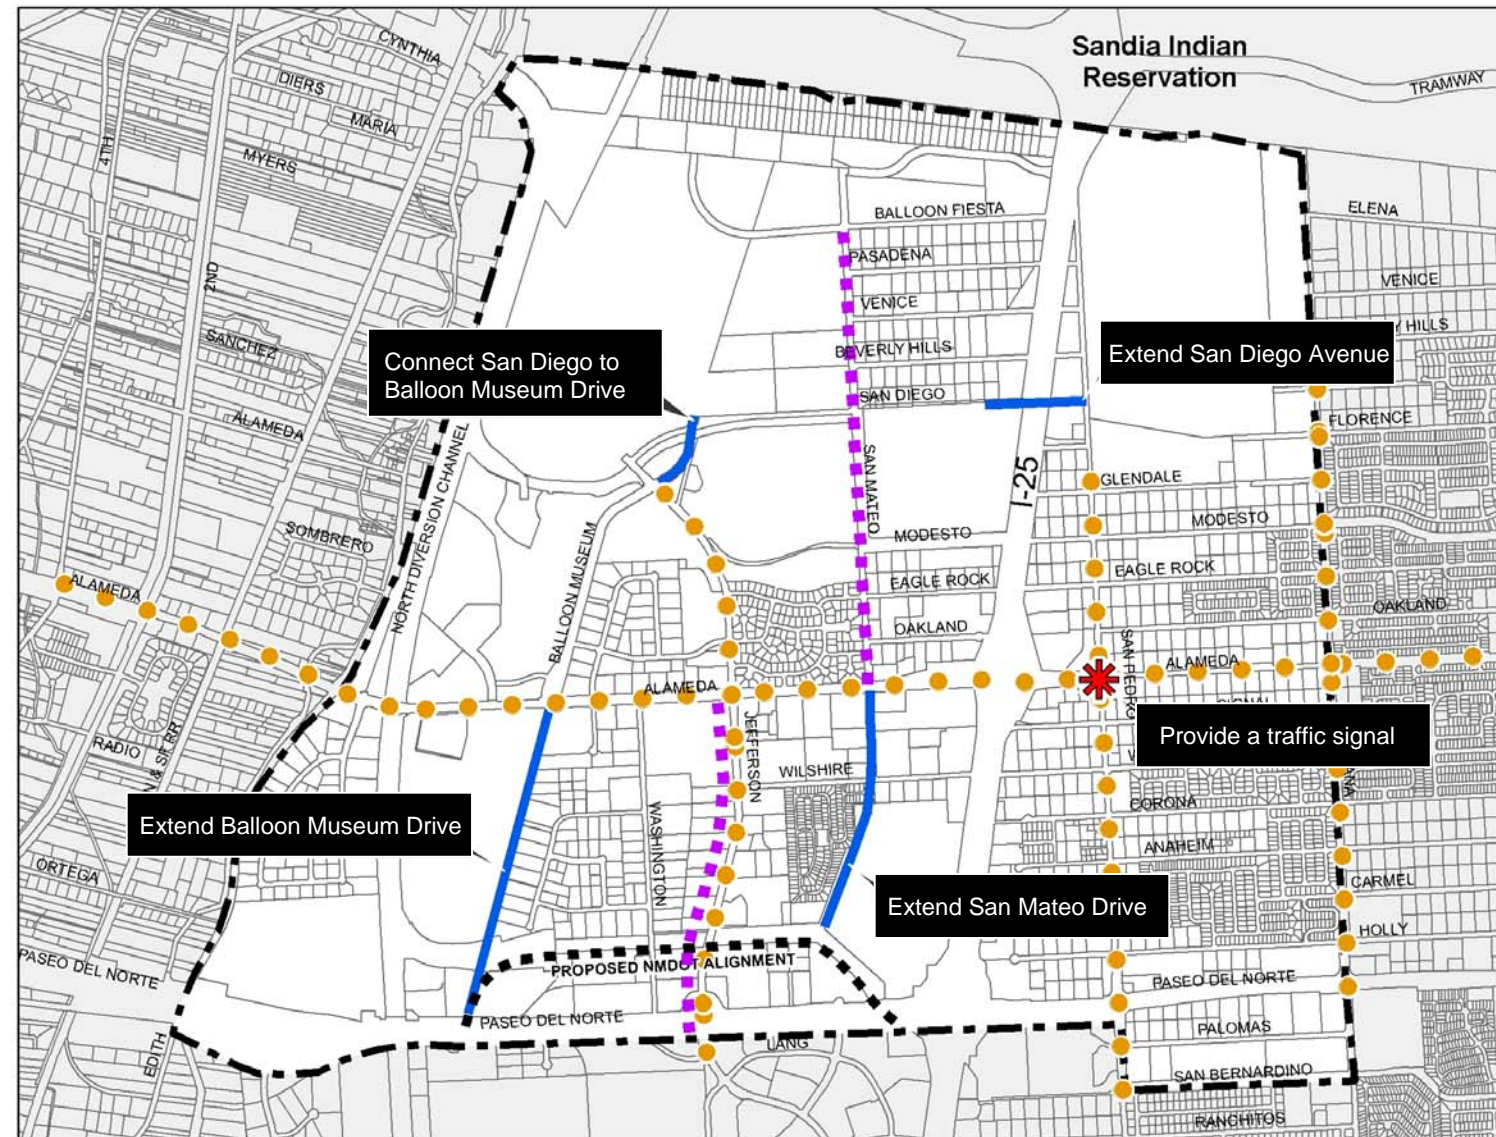 Sandia Indian
Reservation
TRAMWAY
CYNTHIA
DIERS
MARIA
4TH
MYERS
2ND
BALLOON FIESTA
ELENA
PASADENA
VENICE
VENICE
SANCHEZ
BEVERLY HILLS
Y HILLS
Connect San Diego to
Balloon Museum Drive
Extend San Diego Avenue
SAN DIEGO
ALAMEDA
FLORENCE
NORTH DIVERSION CHANNEL
SAN MATEO
I-25
GLENDALE
SOMBRERO
BALLOON MUSEUM
MODESTO
MODESTO
EAGLE ROCK
EAGLE ROCK
ALAMEDA
OAKLAND
OAKLAND
SAN PEDRO
ALAMEDA
ALAMEDA
JEFFERSON
Provide a traffic signal
RADIO
N & SF RR
WILSHIRE
ANA
WASHINGTON
CORONA
Extend Balloon Museum Drive
ANAHEIM
ORTEGA
CARMEL
Extend San Mateo Drive
HOLLY
PASEO DEL NORTE
PROPOSED NMDOT ALIGNMENT
PASEO DEL NORTE
PASEO DEL NORTE
PALOMAS
EDITH
LANG
SAN BERNARDINO
RANCHITOS